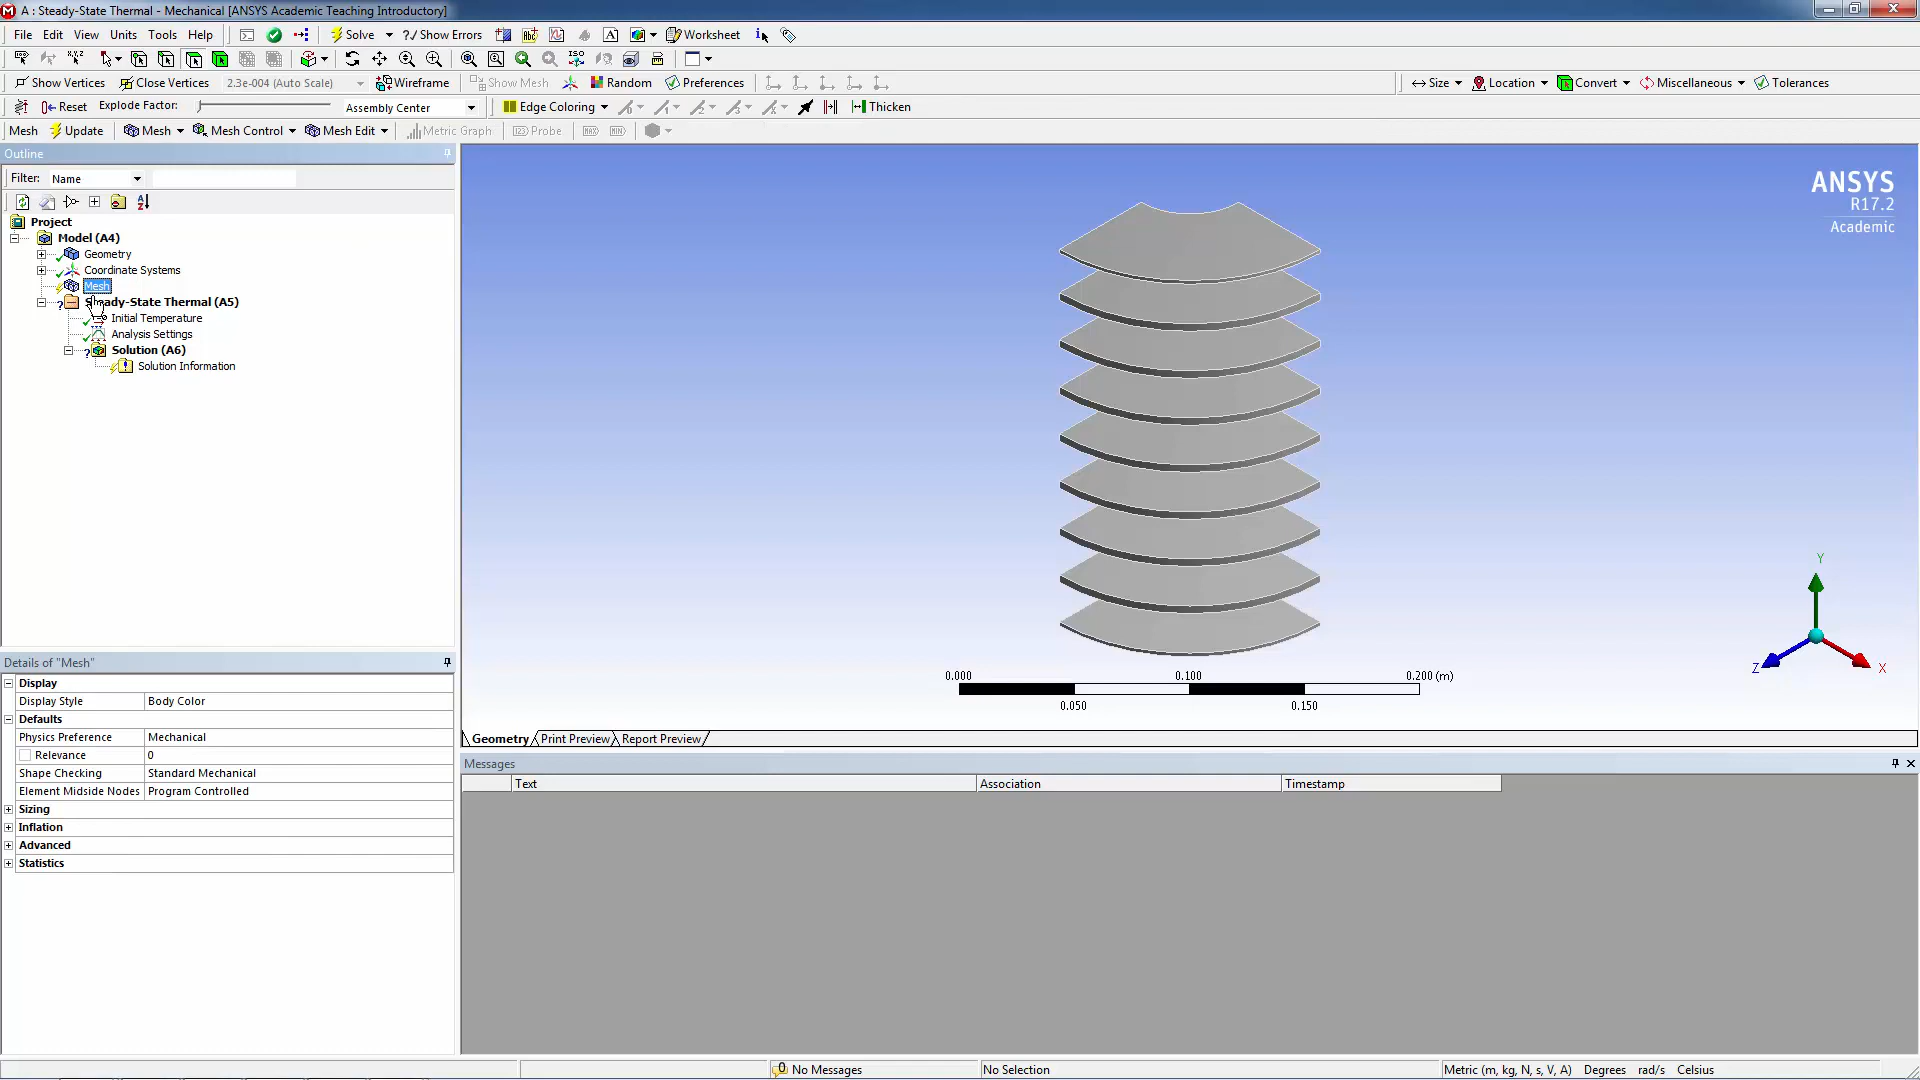 A : Steady-State Thermal - Mechanical [ANSYS Academic Teaching Introductory]
File Edit View Units Tools Help Solve ?/ Show Errors Worksheet
Show Vertices Close Vertices 2.3e-004 (Auto Scale) Wireframe Show Mesh Random Preferences Size Location Convert Miscellaneous Tolerances
Reset Explode Factor: Assembly Center Edge Coloring Thicken
Mesh Update Mesh Mesh Control Mesh Edit Metric Graph Probe
Outline
Filter: Name
Project
Model (A4)
Geometry
Coordinate Systems
Mesh
Steady-State Thermal (A5)
Initial Temperature
Analysis Settings
Solution (A6)
Solution Information
ANSYS
R17.2
Academic
Y
Z
X
0.000 0.100 0.200 (m)
0.050 0.150
Geometry Print Preview Report Preview
Details of "Mesh"
Display
Display Style Body Color
Defaults
Physics Preference Mechanical
Relevance 0
Shape Checking Standard Mechanical
Element Midside Nodes Program Controlled
Sizing
Inflation
Advanced
Statistics
Messages
Text Association Timestamp
0 No Messages No Selection Metric (m, kg, N, s, V, A) Degrees rad/s Celsius